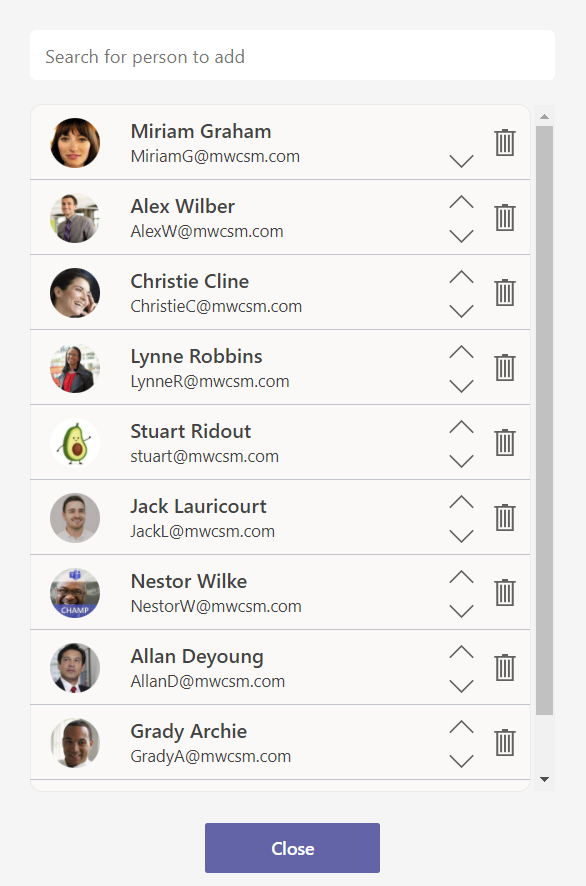 Search for person to add
Miriam Graham
MiriamG@mwcsm.com
Alex Wilber
AlexW@mwcsm.com
Christie Cline
ChristieC@mwcsm.com
Lynne Robbins
LynneR@mwcsm.com
Stuart Ridout
stuart@mwcsm.com
Jack Lauricourt
JackL@mwcsm.com
Nestor Wilke
NestorW@mwcsm.com
CHAMP
Allan Deyoung
AllanD@mwcsm.com
Grady Archie
GradyA@mwcsm.com
Close